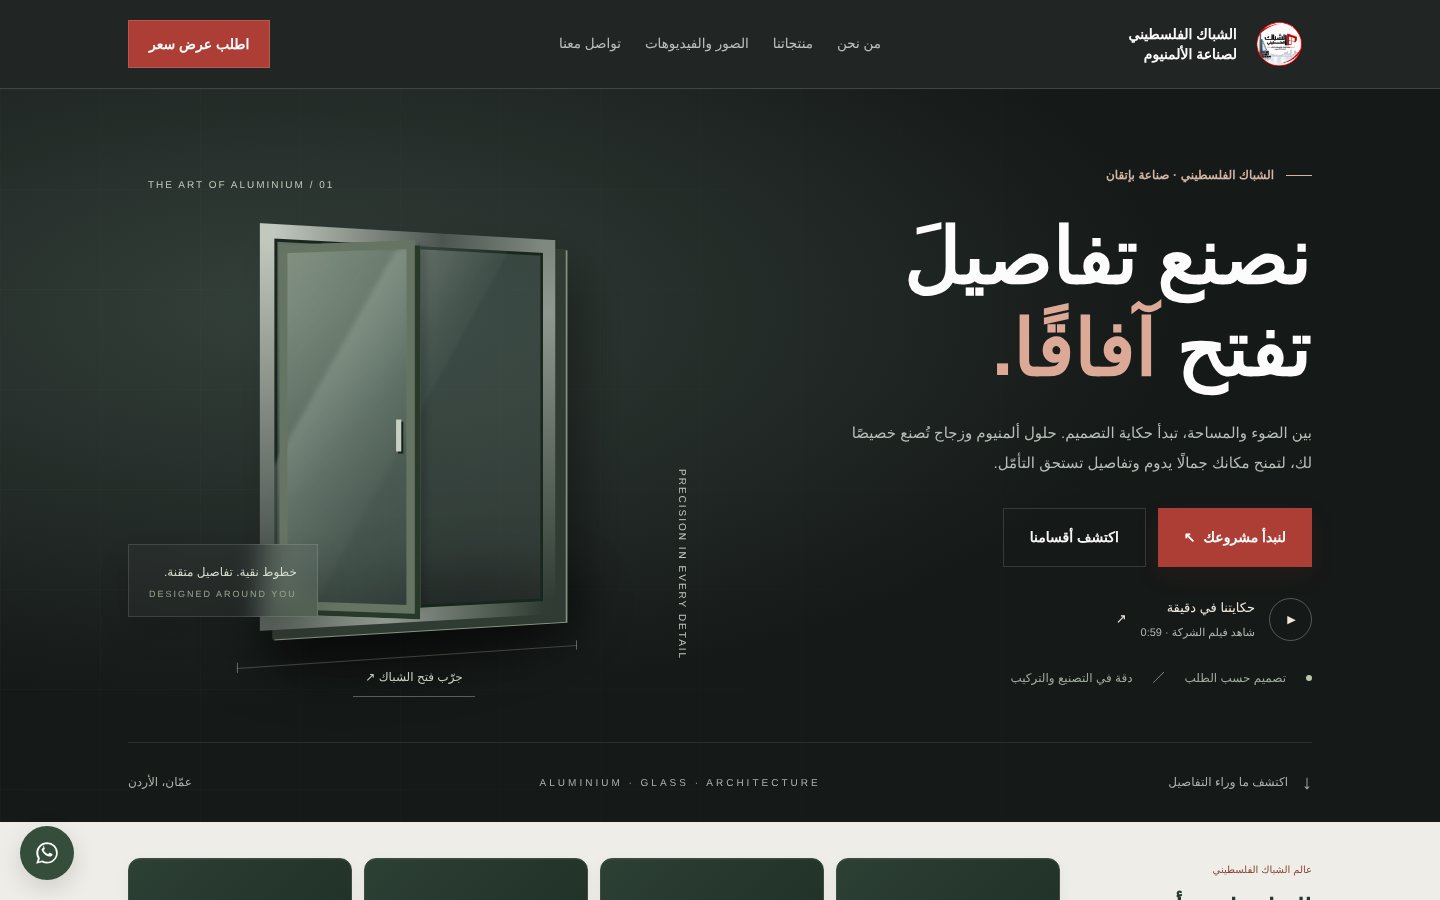 الشباك الفلسطيني
لصناعة الألمنيوم
من نحن
منتجاتنا
الصور والفيديوهات
تواصل معنا
اطلب عرض سعر
الشباك الفلسطيني · صناعة بإتقان
نصنع تفاصيلَ
تفتح آفاقًا.
بين الضوء والمساحة، تبدأ حكاية التصميم. حلول ألمنيوم وزجاج تُصنع خصيصًا
لك، لتمنح مكانك جمالًا يدوم وتفاصيل تستحق التأمّل.
لنبدأ مشروعك ↖
اكتشف أقسامنا
حكايتنا في دقيقة
شاهد فيلم الشركة · 0:59
↗
تصميم حسب الطلب
دقة في التصنيع والتركيب
THE ART OF ALUMINIUM / 01
PRECISION IN EVERY DETAIL
خطوط نقية. تفاصيل متقنة.
DESIGNED AROUND YOU
جرّب فتح الشباك ↗
↓ اكتشف ما وراء التفاصيل
ALUMINIUM · GLASS · ARCHITECTURE
عمّان، الأردن
عالم الشباك الفلسطيني